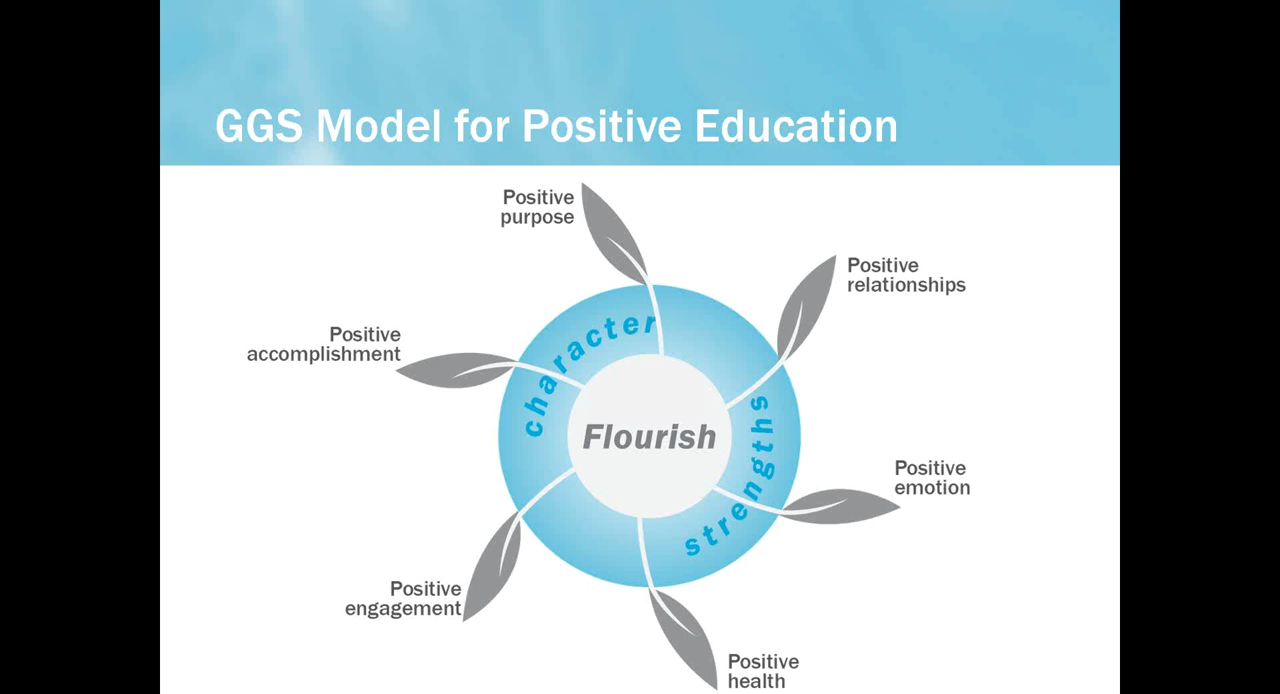 GGS Model for Positive Education
Positive
purpose
Positive
relationships
Positive
accomplishment
character
Flourish
strengths
Positive
emotion
Positive
engagement
Positive
health